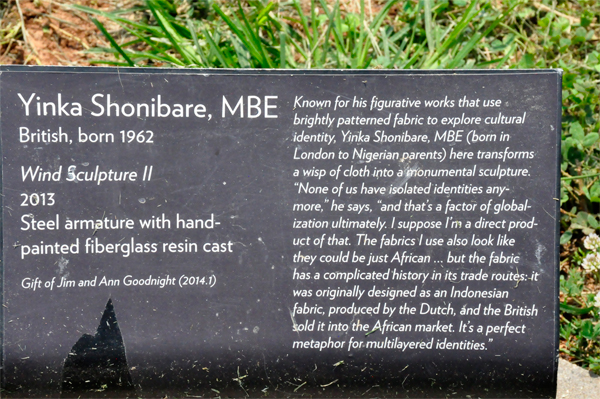 Yinka Shonibare, MBE
British, born 1962
Wind Sculpture II
2013
Steel armature with hand-
painted fiberglass resin cast
Gift of Jim and Ann Goodnight (2014.1)
Known for his figurative works that use
brightly patterned fabric to explore cultural
identity, Yinka Shonibare, MBE (born in
London to Nigerian parents) here transforms
a wisp of cloth into a monumental sculpture.
“None of us have isolated identities any-
more,” he says, “and that’s a factor of global-
ization ultimately. I suppose I’m a direct prod-
uct of that. The fabrics I use also look like
they could be just African ... but the fabric
has a complicated history in its trade routes: it
was originally designed as an Indonesian
fabric, produced by the Dutch, and the British
sold it into the African market. It’s a perfect
metaphor for multilayered identities.”